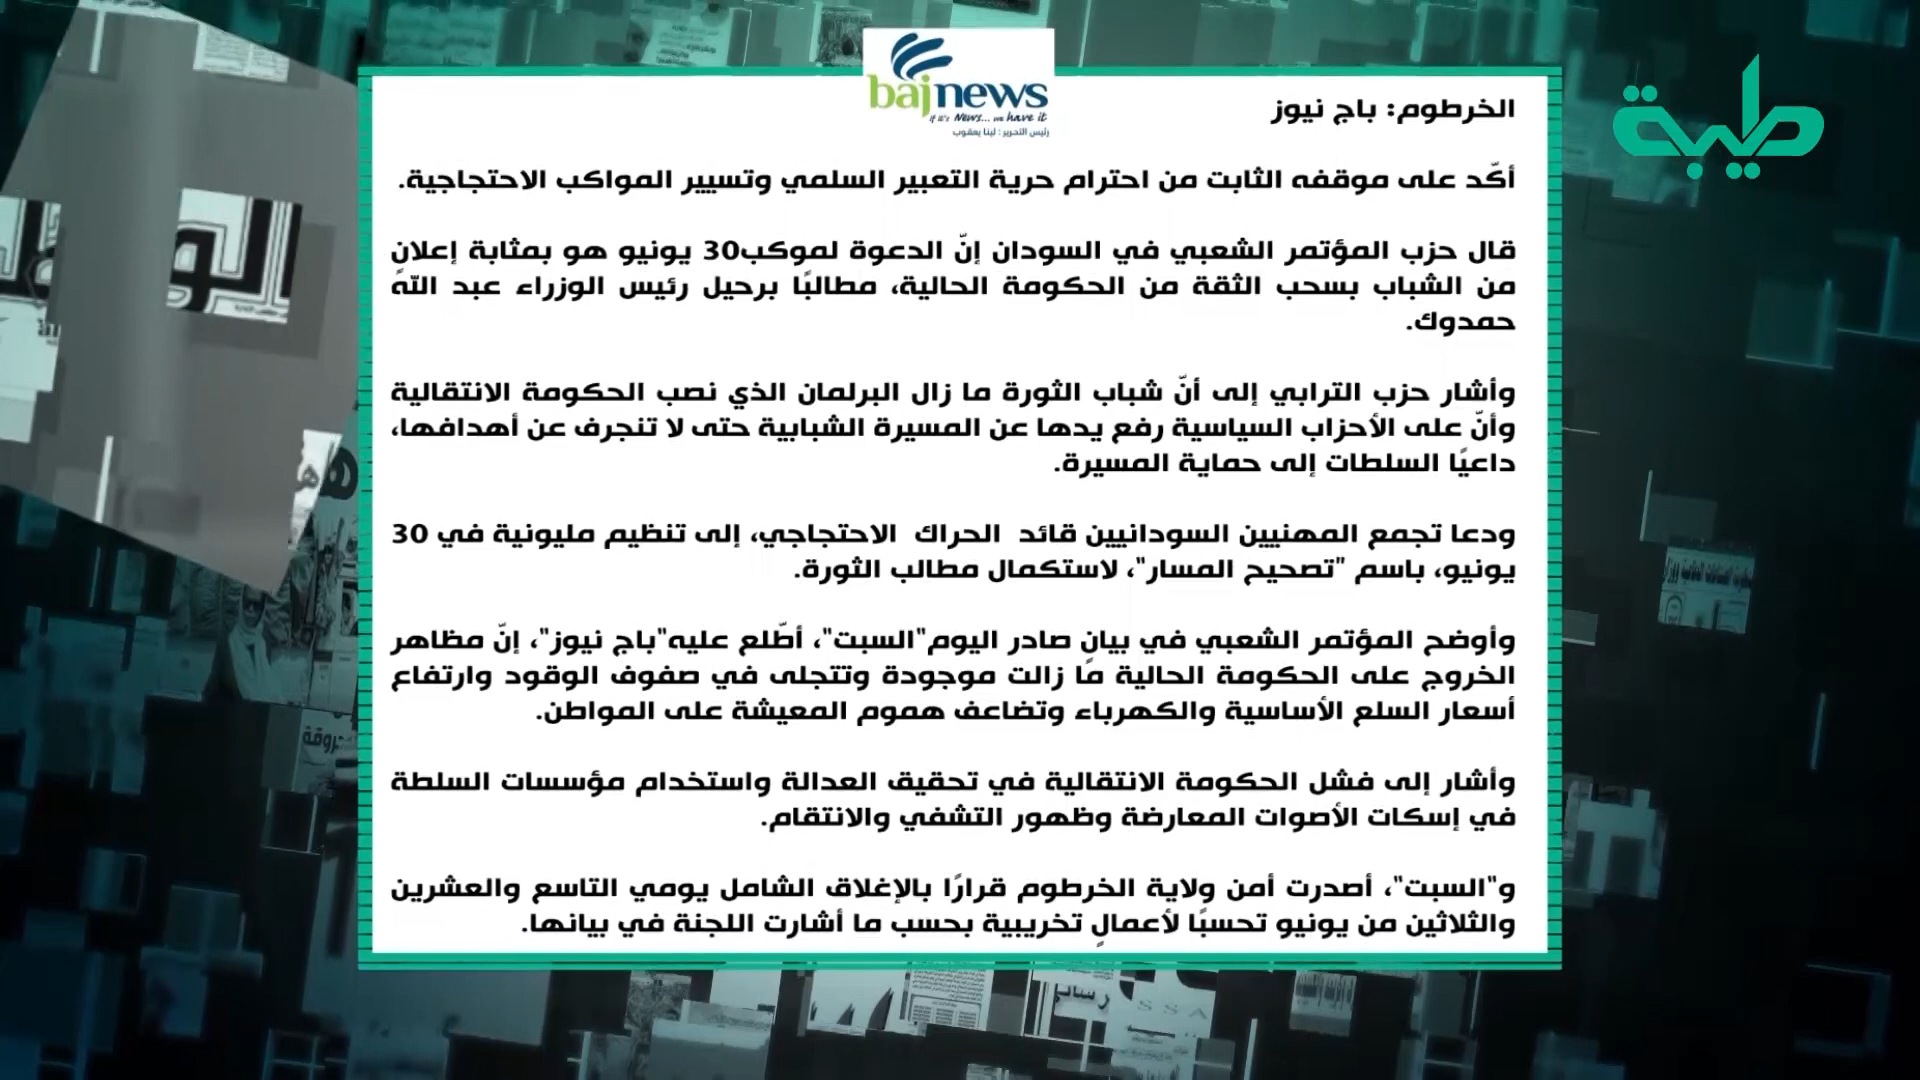 bajnews
if it's News... we have it
رئيس التحرير : لينا يعقوب
طيبة
الخرطوم: باج نيوز
أكّد على موقفه الثابت من احترام حرية التعبير السلمي وتسيير المواكب الاحتجاجية.
قال حزب المؤتمر الشعبي في السودان إنّ الدعوة لموكب30 يونيو هو بمثابة إعلانٍ
من الشباب بسحب الثقة من الحكومة الحالية، مطالبًا برحيل رئيس الوزراء عبد اللّه
حمدوك.
وأشار حزب الترابي إلى أنّ شباب الثورة ما زال البرلمان الذي نصب الحكومة الانتقالية
وأنّ على الأحزاب السياسية رفع يدها عن المسيرة الشبابية حتى لا تنجرف عن أهدافها،
داعيًا السلطات إلى حماية المسيرة.
ودعا تجمع المهنيين السودانيين قائد الحراك الاحتجاجي، إلى تنظيم مليونية في 30
يونيو، باسم "تصحيح المسار"، لاستكمال مطالب الثورة.
وأوضح المؤتمر الشعبي في بيانٍ صادر اليوم"السبت"، أطّلع عليه"باج نيوز"، إنّ مظاهر
الخروج على الحكومة الحالية ما زالت موجودة وتتجلى في صفوف الوقود وارتفاع
أسعار السلع الأساسية والكهرباء وتضاعف هموم المعيشة على المواطن.
وأشار إلى فشل الحكومة الانتقالية في تحقيق العدالة واستخدام مؤسسات السلطة
في إسكات الأصوات المعارضة وظهور التشفي والانتقام.
و"السبت"، أصدرت أمن ولاية الخرطوم قرارًا بالإغلاق الشامل يومي التاسع والعشرين
والثلاثين من يونيو تحسبًا لأعمالٍ تخريبية بحسب ما أشارت اللجنة في بيانها.